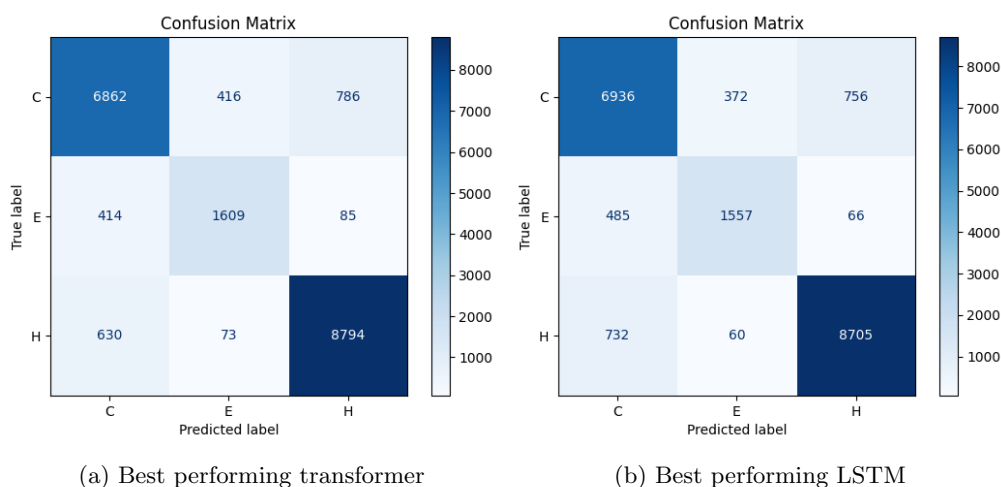 Confusion Matrix
C 6862 416 786
E 414 1609 85
H 630 73 8794
C E H
Predicted label
True label
8000
7000
6000
5000
4000
3000
2000
1000
(a) Best performing transformer
Confusion Matrix
C 6936 372 756
E 485 1557 66
H 732 60 8705
C E H
Predicted label
True label
8000
7000
6000
5000
4000
3000
2000
1000
(b) Best performing LSTM